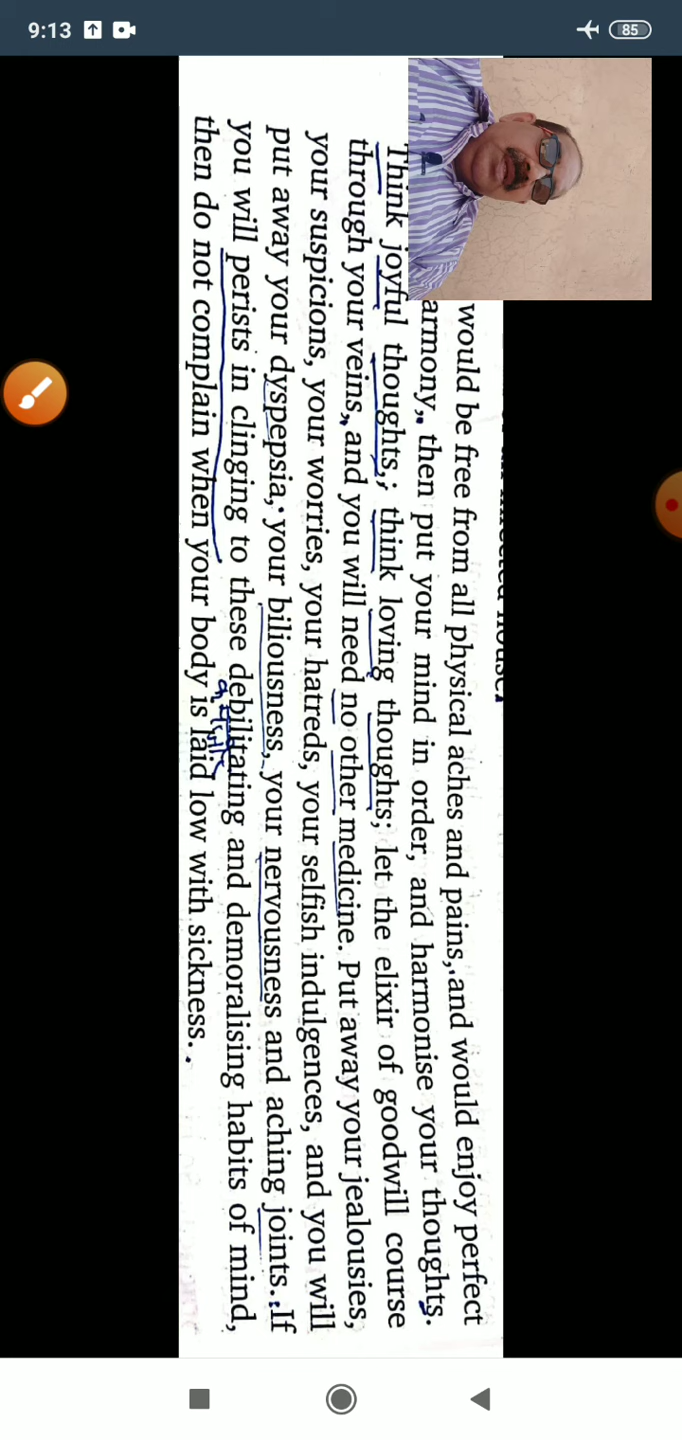 9:13
85
would be free from all physical aches and pains, and would enjoy perfect
armony, then put your mind in order, and harmonise your thoughts.
Think joyful thoughts,; think loving thoughts; let the elixir of goodwill course
through your veins, and you will need no other medicine. Put away your jealousies,
your suspicions, your worries, your hatreds, your selfish indulgences, and you will
put away your dyspepsia, your biliousness, your nervousness and aching joints. If
you will perists in clinging to these debilitating and demoralising habits of mind,
then do not complain when your body is laid low with sickness.